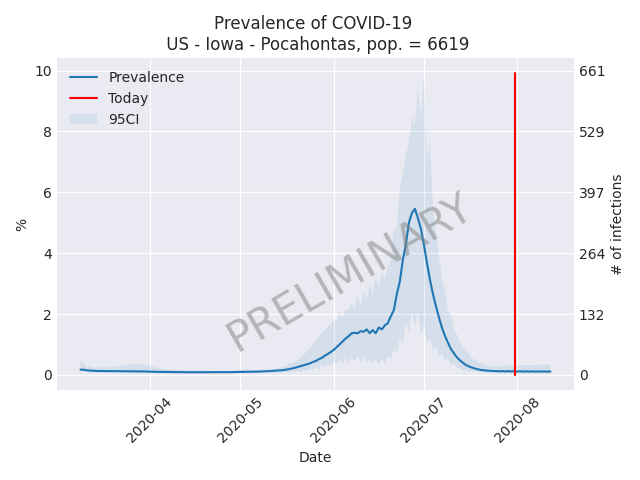 Prevalence of COVID-19
US - Iowa - Pocahontas, pop. = 6619
Prevalence
Today
95CI
PRELIMINARY
%
10
8
6
4
2
0
661
529
397
264
132
0
# of infections
2020-04
2020-05
2020-06
2020-07
2020-08
Date